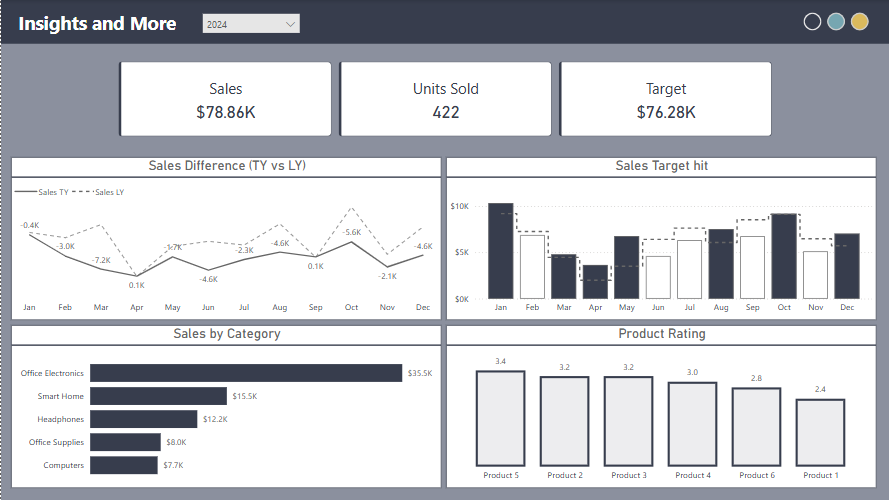 Insights and More
2024
Sales
$78.86K
Units Sold
422
Target
$76.28K
Sales Difference (TY vs LY)
Sales TY Sales LY
-0.4K -3.0K -7.2K 0.1K -1.7K -4.6K -2.3K -4.6K 0.1K -5.6K -2.1K -4.6K
Jan Feb Mar Apr May Jun Jul Aug Sep Oct Nov Dec
Sales Target hit
$10K
$5K
$0K
Jan Feb Mar Apr May Jun Jul Aug Sep Oct Nov Dec
Sales by Category
Office Electronics $35.5K
Smart Home $15.5K
Headphones $12.2K
Office Supplies $8.0K
Computers $7.7K
Product Rating
3.4 3.2 3.2 3.0 2.8 2.4
Product 5 Product 2 Product 3 Product 4 Product 6 Product 1